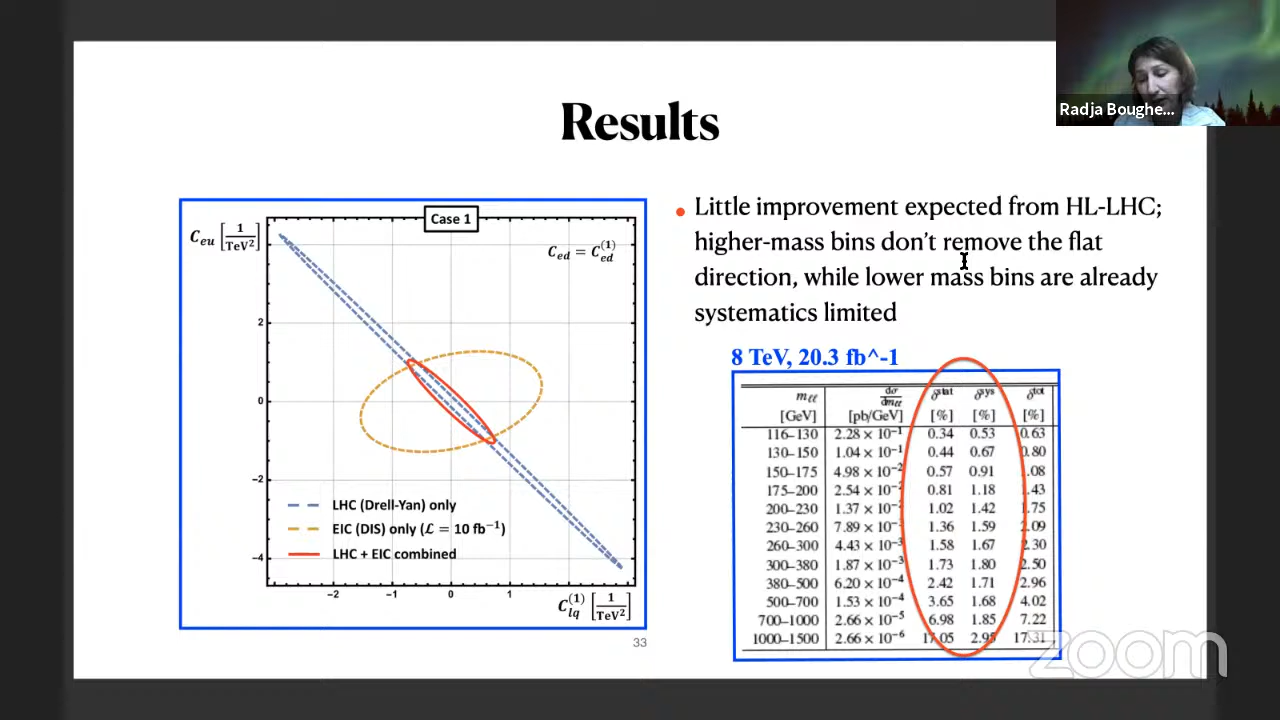 Radja Boughe...
Results
Case 1
C_eu [1/TeV²]
C_ed = C_ed^(1)
2
0
−2
−4
−2 −1 0 1
C_lq^(1) [1/TeV²]
LHC (Drell-Yan) only
EIC (DIS) only (ℒ = 10 fb⁻¹)
LHC + EIC combined
• Little improvement expected from HL-LHC;
higher-mass bins don’t remove the flat
direction, while lower mass bins are already
systematics limited
8 TeV, 20.3 fb^-1
m_ℓℓ dσ/dm_ℓℓ δ^stat δ^sys δ^tot
[GeV] [pb/GeV] [%] [%] [%]
116–130 2.28 × 10⁻¹ 0.34 0.53 0.63
130–150 1.04 × 10⁻¹ 0.44 0.67 0.80
150–175 4.98 × 10⁻² 0.57 0.91 .08
175–200 2.54 × 10⁻² 0.81 1.18 .43
200–230 1.37 × 10⁻² 1.02 1.42 .75
230–260 7.89 × 10 1.36 1.59 2.09
260–300 4.43 × 10⁻³ 1.58 1.67 2.30
300–380 1.87 × 10⁻³ 1.73 1.80 2.50
380–500 6.20 × 10⁻⁴ 2.42 1.71 2.96
500–700 1.53 × 10⁻⁴ 3.65 1.68 4.02
700–1000 2.66 × 10⁻⁵ 6.98 1.85 7.22
1000–1500 2.66 × 10⁻⁶ 17.05 2.95 17.31
33
zoom